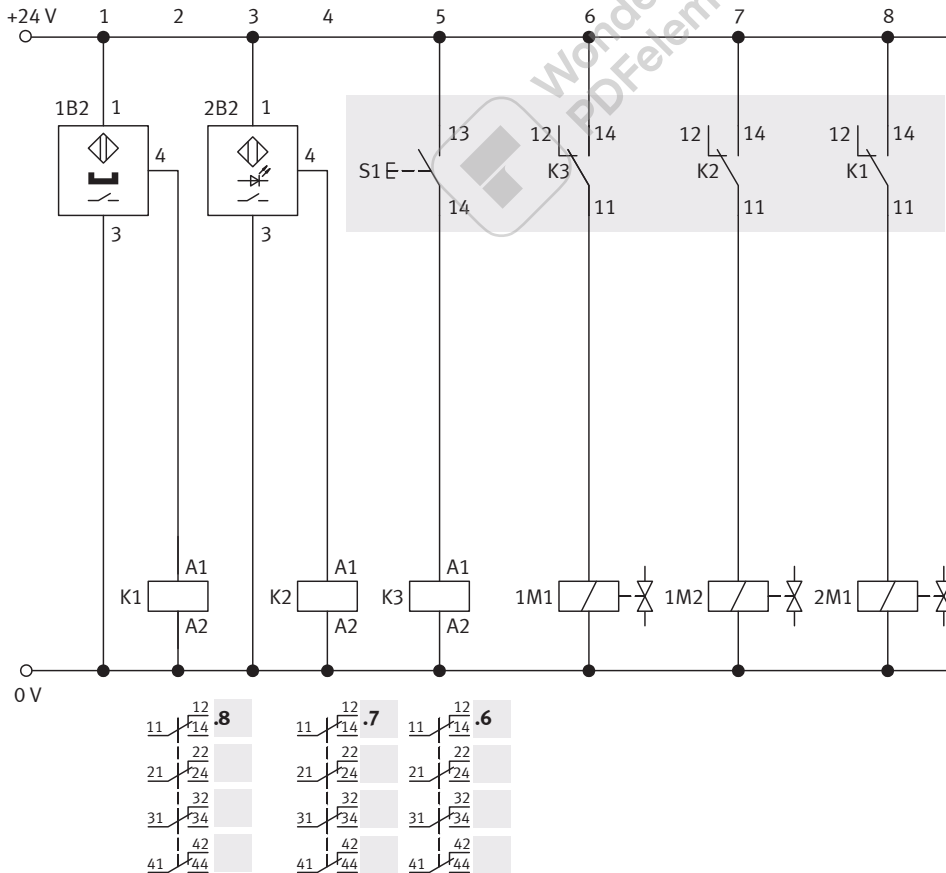 +24 V 1 2 3 4 5 6 7 8
1B2 1 2B2 1
4 4
13 12 14 12 14 12 14
S1 K3 K2 K1
3 3 14 11 11 11
A1 A1 A1
K1 K2 K3 1M1 1M2 2M1
A2 A2 A2
0 V
12 12 12
11 14 .8 11 14 .7 11 14 .6
22 22 22
21 24 21 24 21 24
32 32 32
31 34 31 34 31 34
42 42 42
41 44 41 44 41 44